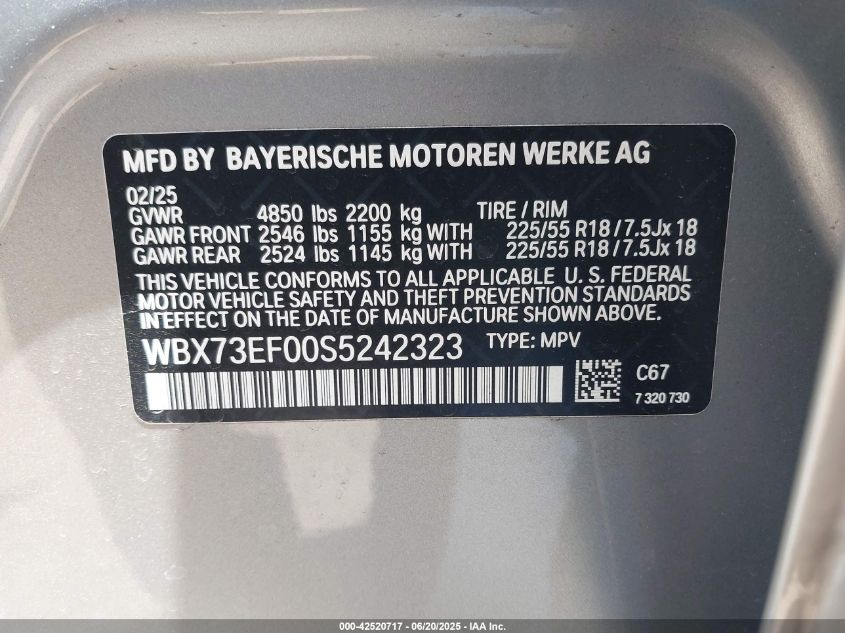 MFD BY BAYERISCHE MOTOREN WERKE AG
02/25
GVWR 4850 lbs 2200 kg TIRE / RIM
GAWR FRONT 2546 lbs 1155 kg WITH 225/55 R18 / 7.5Jx 18
GAWR REAR 2524 lbs 1145 kg WITH 225/55 R18 / 7.5Jx 18
THIS VEHICLE CONFORMS TO ALL APPLICABLE U. S. FEDERAL
MOTOR VEHICLE SAFETY AND THEFT PREVENTION STANDARDS
IN EFFECT ON THE DATE OF MANUFACTURE SHOWN ABOVE.
WBX73EF00S5242323 TYPE: MPV
C67
7 320 730
000-42520717 - 06/20/2025 - IAA Inc.